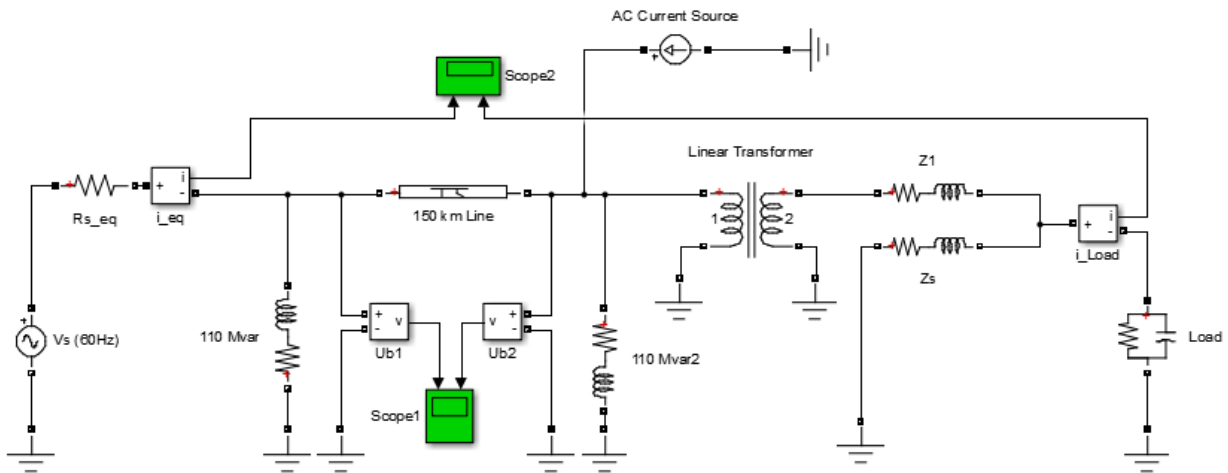 AC Current Source
Scope2
Linear Transformer
Z1
+
i
-
Rs_eq
i_eq
150 km Line
1
2
+
i
-
i_Load
Zs
+
Vs (60Hz)
110 Mvar
+
-
v
Ub1
v
+
-
Ub2
110 Mvar2
Load
Scope1